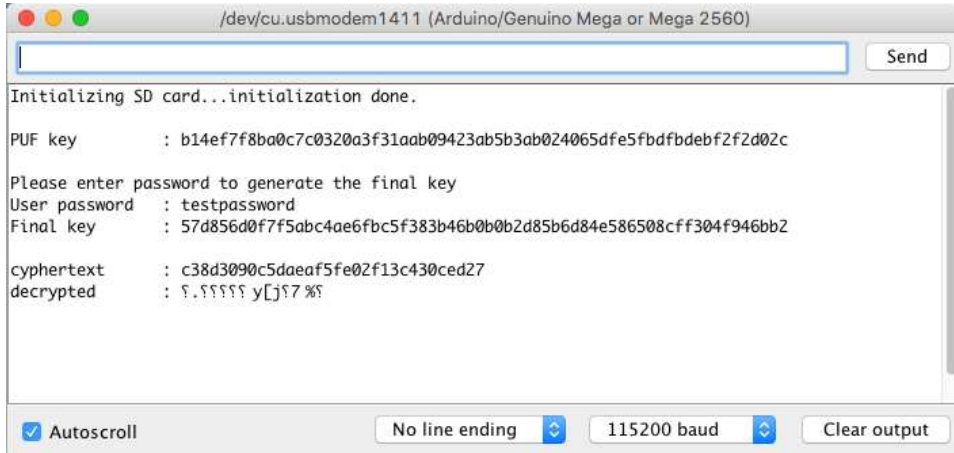 /dev/cu.usbmodem1411 (Arduino/Genuino Mega or Mega 2560)
Send
Initializing SD card...initialization done.
PUF key : b14ef7f8ba0c7c0320a3f31aab09423ab5b3ab024065dfe5fbdfbdebf2f2d02c
Please enter password to generate the final key
User password : testpassword
Final key : 57d856d0f7f5abc4ae6fbc5f383b46b0b0b2d85b6d84e586508cff304f946bb2
cyphertext : c38d3090c5daeaf5fe02f13c430ced27
decrypted : ⸮.⸮⸮⸮⸮⸮ y[j⸮7 %⸮
Autoscroll
No line ending
115200 baud
Clear output